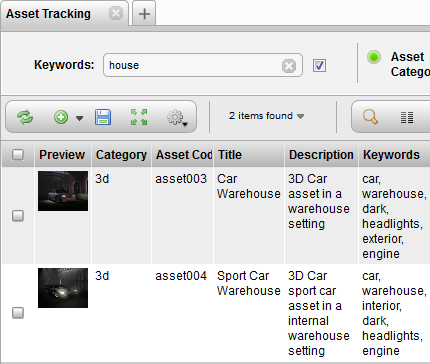 Asset Tracking
Keywords: house
Asset
Catego
2 items found
Preview Category Asset Cod Title Description Keywords
3d asset003 Car Warehouse 3D Car asset in a warehouse setting car, warehouse, dark, headlights, exterior, engine
3d asset004 Sport Car Warehouse 3D Car sport car asset in a internal warehouse setting car, warehouse, interior, dark, headlights, engine